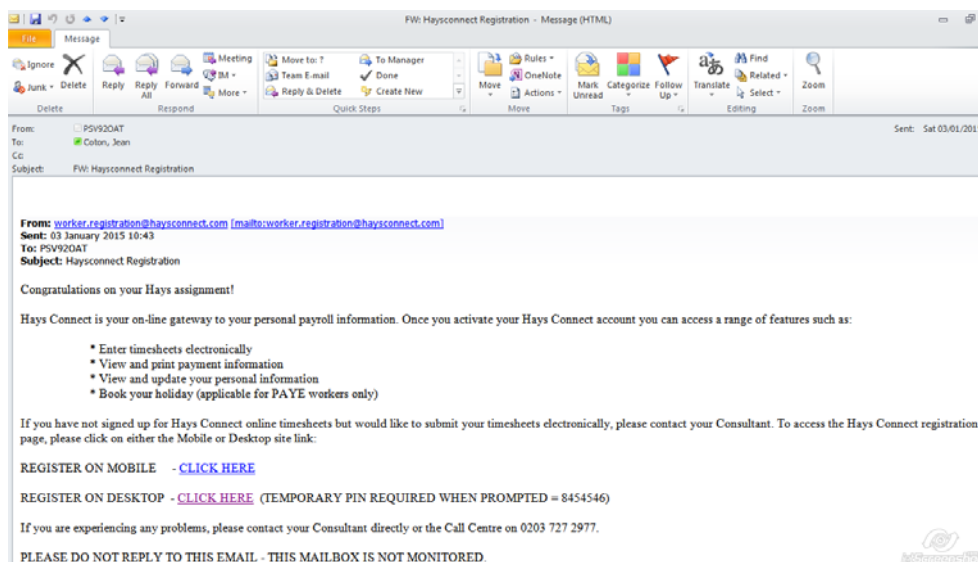 FW: Haysconnect Registration - Message (HTML)
File Message
Ignore
Junk
Delete
Reply
Reply All
Forward
Meeting
IM
More
Move to: ?
Team E-mail
Reply & Delete
To Manager
Done
Create New
Move
Rules
OneNote
Actions
Mark Unread
Categorize
Follow Up
Translate
Find
Related
Select
Zoom
Delete Respond Quick Steps Move Tags Editing Zoom
From: PSV92OAT Sent: Sat 03/01/201
To: Coton, Jean
Cc:
Subject: FW: Haysconnect Registration
From: worker.registration@haysconnect.com [mailto:worker.registration@haysconnect.com]
Sent: 03 January 2015 10:43
To: PSV92OAT
Subject: Haysconnect Registration
Congratulations on your Hays assignment!
Hays Connect is your on-line gateway to your personal payroll information. Once you activate your Hays Connect account you can access a range of features such as:
* Enter timesheets electronically
* View and print payment information
* View and update your personal information
* Book your holiday (applicable for PAYE workers only)
If you have not signed up for Hays Connect online timesheets but would like to submit your timesheets electronically, please contact your Consultant. To access the Hays Connect registration
page, please click on either the Mobile or Desktop site link:
REGISTER ON MOBILE - CLICK HERE
REGISTER ON DESKTOP - CLICK HERE (TEMPORARY PIN REQUIRED WHEN PROMPTED = 8454546)
If you are experiencing any problems, please contact your Consultant directly or the Call Centre on 0203 727 2977.
PLEASE DO NOT REPLY TO THIS EMAIL - THIS MAILBOX IS NOT MONITORED.